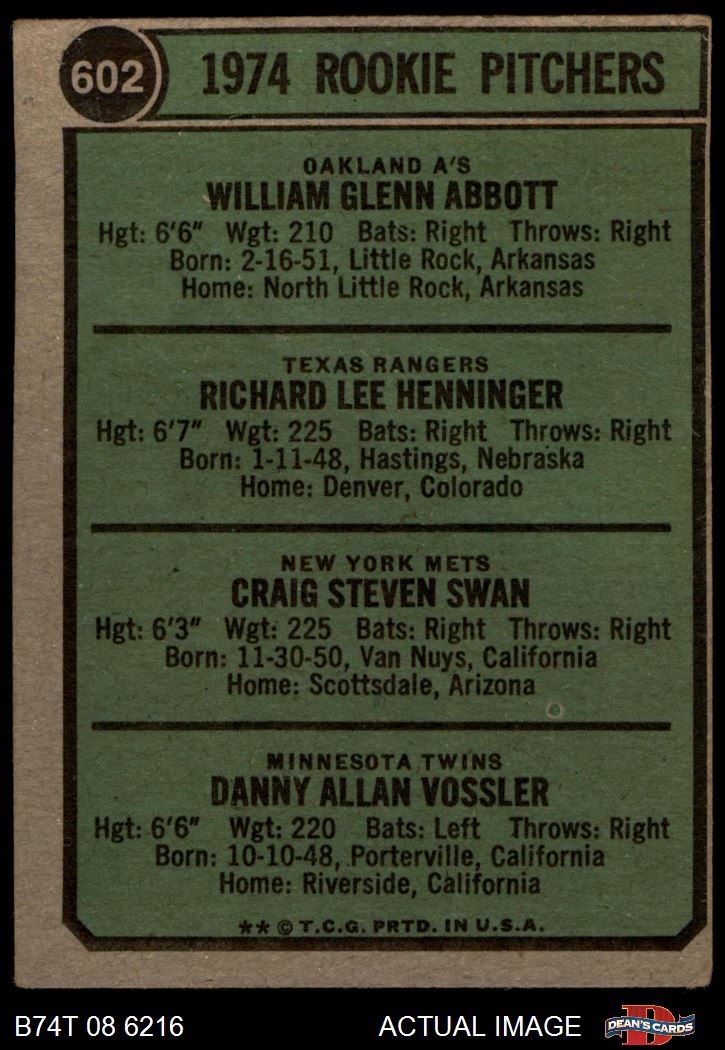 602
1974 ROOKIE PITCHERS
OAKLAND A'S
WILLIAM GLENN ABBOTT
Hgt: 6'6" Wgt: 210 Bats: Right Throws: Right
Born: 2-16-51, Little Rock, Arkansas
Home: North Little Rock, Arkansas
TEXAS RANGERS
RICHARD LEE HENNINGER
Hgt: 6'7" Wgt: 225 Bats: Right Throws: Right
Born: 1-11-48, Hastings, Nebraska
Home: Denver, Colorado
NEW YORK METS
CRAIG STEVEN SWAN
Hgt: 6'3" Wgt: 225 Bats: Right Throws: Right
Born: 11-30-50, Van Nuys, California
Home: Scottsdale, Arizona
MINNESOTA TWINS
DANNY ALLAN VOSSLER
Hgt: 6'6" Wgt: 220 Bats: Left Throws: Right
Born: 10-10-48, Porterville, California
Home: Riverside, California
** © T.C.G. PRTD. IN U.S.A.
B74T 08 6216 ACTUAL IMAGE DEAN'S CARDS